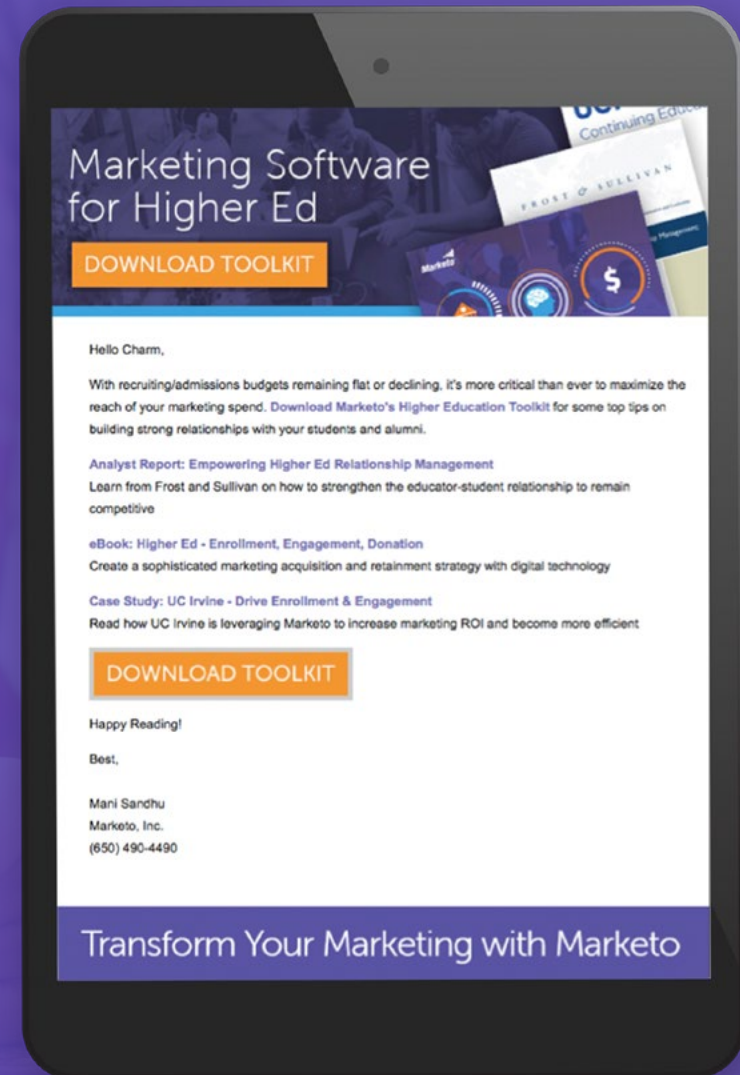 Continuing Educ
FROST & SULLIVAN
Management
Marketo
$
Marketing Software
for Higher Ed
DOWNLOAD TOOLKIT
Hello Charm,
With recruiting/admissions budgets remaining flat or declining, it's more critical than ever to maximize the
reach of your marketing spend. Download Marketo's Higher Education Toolkit for some top tips on
building strong relationships with your students and alumni.
Analyst Report: Empowering Higher Ed Relationship Management
Learn from Frost and Sullivan on how to strengthen the educator-student relationship to remain
competitive
eBook: Higher Ed - Enrollment, Engagement, Donation
Create a sophisticated marketing acquisition and retainment strategy with digital technology
Case Study: UC Irvine - Drive Enrollment & Engagement
Read how UC Irvine is leveraging Marketo to increase marketing ROI and become more efficient
DOWNLOAD TOOLKIT
Happy Reading!
Best,
Mani Sandhu
Marketo, Inc.
(650) 490-4490
Transform Your Marketing with Marketo